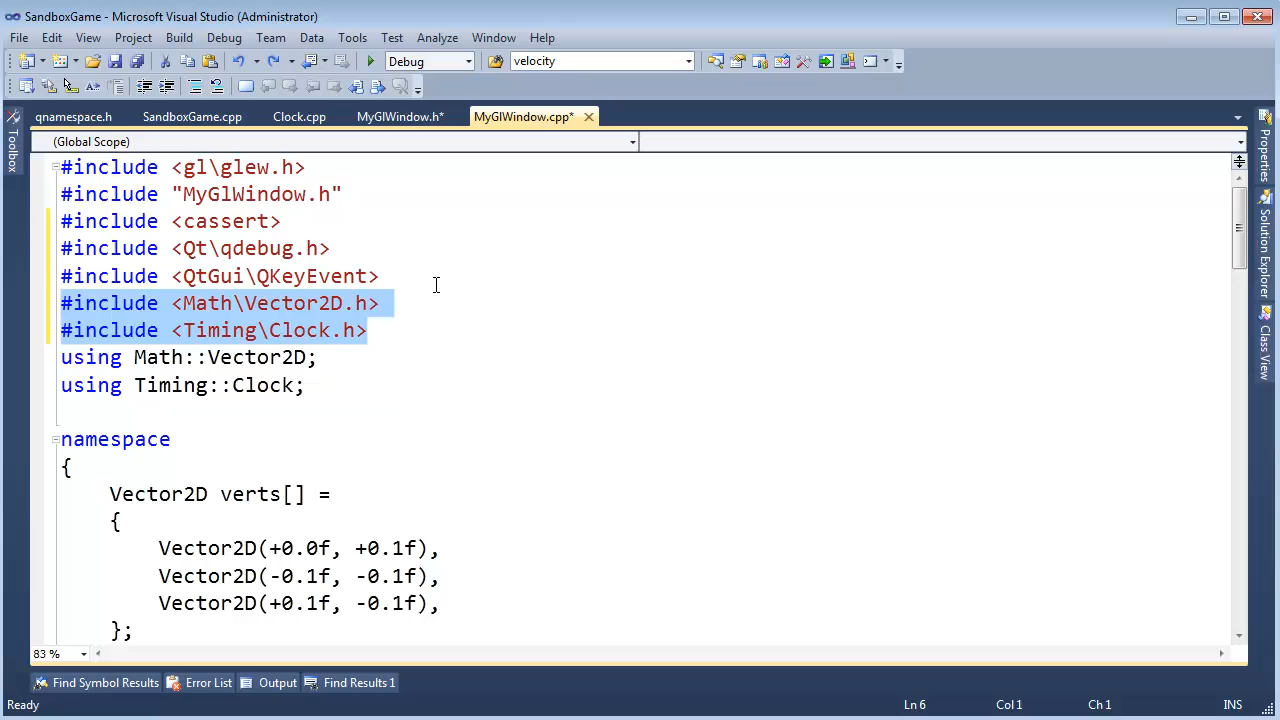 SandboxGame - Microsoft Visual Studio (Administrator)
File Edit View Project Build Debug Team Data Tools Test Analyze Window Help
Debug velocity
qnamespace.h SandboxGame.cpp Clock.cpp MyGlWindow.h* MyGlWindow.cpp*
(Global Scope)
#include <gl\glew.h>
#include "MyGlWindow.h"
#include <cassert>
#include <Qt\qdebug.h>
#include <QtGui\QKeyEvent>
#include <Math\Vector2D.h>
#include <Timing\Clock.h>
using Math::Vector2D;
using Timing::Clock;
namespace
{
Vector2D verts[] =
{
Vector2D(+0.0f, +0.1f),
Vector2D(-0.1f, -0.1f),
Vector2D(+0.1f, -0.1f),
};
83 %
Find Symbol Results Error List Output Find Results 1
Ready Ln 6 Col 1 Ch 1 INS
Toolbox
Properties
Solution Explorer
Class View